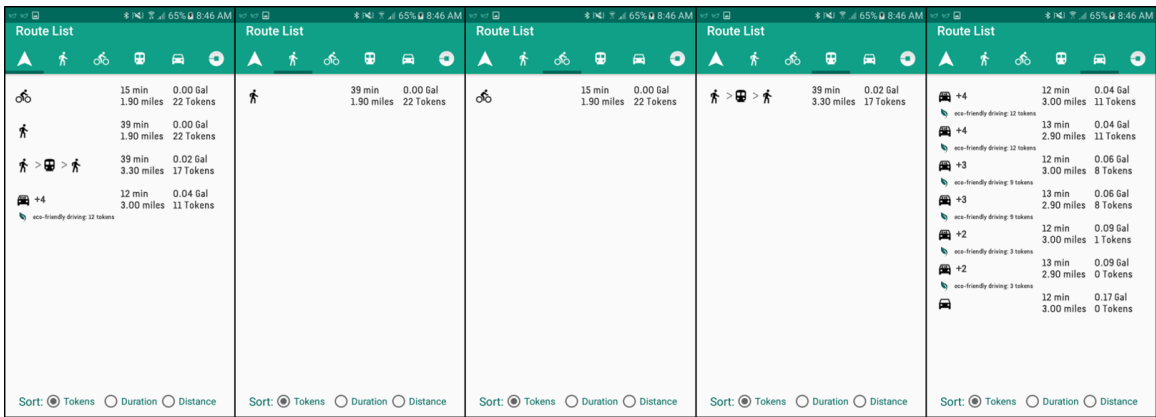 65% 8:46 AM
Route List
15 min 0.00 Gal
1.90 miles 22 Tokens
39 min 0.00 Gal
1.90 miles 22 Tokens
> >
39 min 0.02 Gal
3.30 miles 17 Tokens
+4
12 min 0.04 Gal
3.00 miles 11 Tokens
eco-friendly driving: 12 tokens
Sort: Tokens Duration Distance
65% 8:46 AM
Route List
39 min 0.00 Gal
1.90 miles 22 Tokens
Sort: Tokens Duration Distance
65% 8:46 AM
Route List
15 min 0.00 Gal
1.90 miles 22 Tokens
Sort: Tokens Duration Distance
65% 8:46 AM
Route List
> >
39 min 0.02 Gal
3.30 miles 17 Tokens
Sort: Tokens Duration Distance
65% 8:46 AM
Route List
+4
12 min 0.04 Gal
3.00 miles 11 Tokens
eco-friendly driving: 12 tokens
+4
13 min 0.04 Gal
2.90 miles 11 Tokens
eco-friendly driving: 12 tokens
+3
12 min 0.06 Gal
3.00 miles 8 Tokens
eco-friendly driving: 9 tokens
+3
13 min 0.06 Gal
2.90 miles 8 Tokens
eco-friendly driving: 9 tokens
+2
12 min 0.09 Gal
3.00 miles 1 Tokens
eco-friendly driving: 3 tokens
+2
13 min 0.09 Gal
2.90 miles 0 Tokens
eco-friendly driving: 3 tokens
12 min 0.17 Gal
3.00 miles 0 Tokens
Sort: Tokens Duration Distance